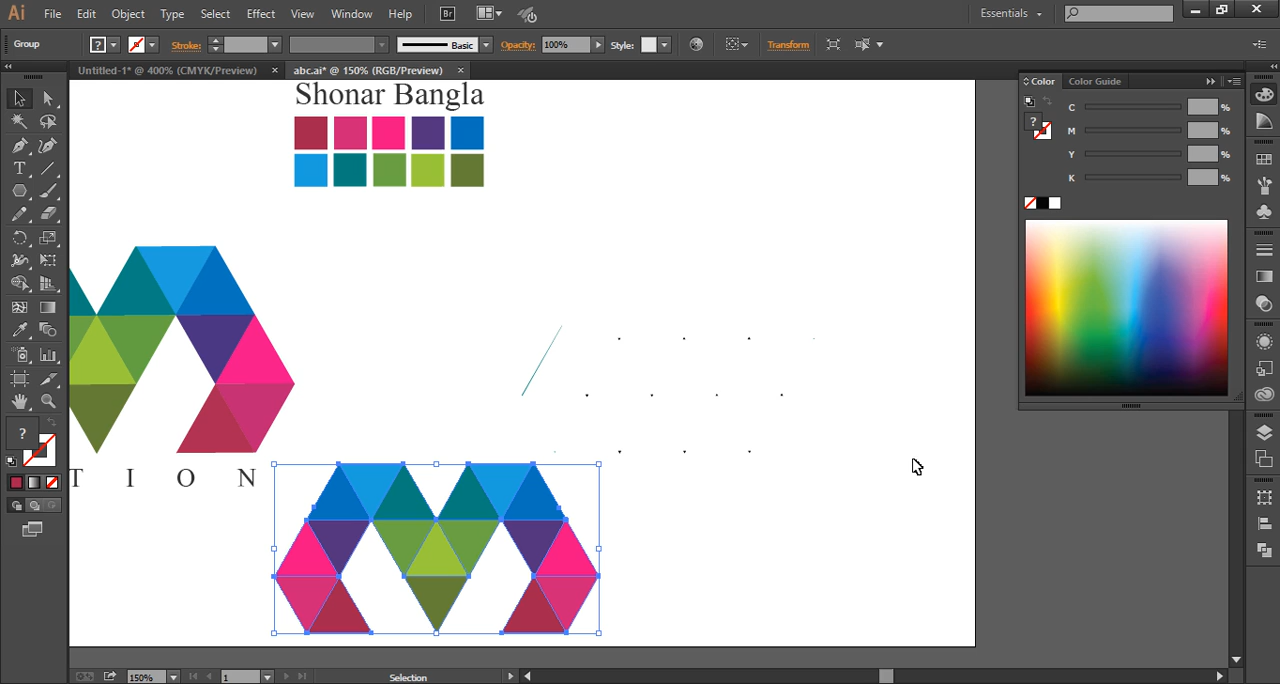 Ai File Edit Object Type Select Effect View Window Help Br Essentials
Group ? Stroke: Basic Opacity: 100% Style: Transform
Untitled-1* @ 400% (CMYK/Preview) × abc.ai* @ 150% (RGB/Preview) ×
Color Color Guide
Shonar Bangla
C %
? M %
Y %
K %
T I O N
?
150% 1 Selection